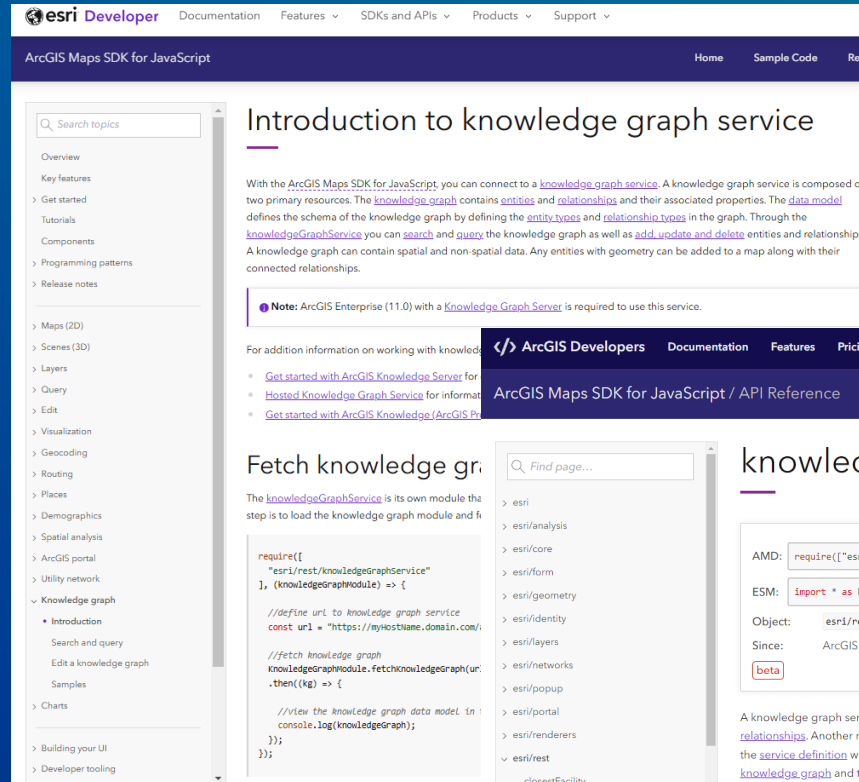 esri Developer Documentation Features SDKs and APIs Products Support
ArcGIS Maps SDK for JavaScript Home Sample Code
Search topics
Overview
Key features
Get started
Tutorials
Components
Programming patterns
Release notes
Maps (2D)
Scenes (3D)
Layers
Query
Edit
Visualization
Geocoding
Routing
Places
Demographics
Spatial analysis
ArcGIS portal
Utility network
Knowledge graph
Introduction
Search and query
Edit a knowledge graph
Samples
Charts
Building your UI
Developer tooling
Introduction to knowledge graph service
With the ArcGIS Maps SDK for JavaScript, you can connect to a knowledge graph service. A knowledge graph service is composed
two primary resources. The knowledge graph contains entities and relationships and their associated properties. The data model
defines the schema of the knowledge graph by defining the entity types and relationship types in the graph. Through the
knowledgeGraphService you can search and query the knowledge graph as well as add, update and delete entities and relationship
A knowledge graph can contain spatial and non-spatial data. Any entities with geometry can be added to a map along with their
connected relationships.
Note: ArcGIS Enterprise (11.0) with a Knowledge Graph Server is required to use this service.
For addition information on working with knowled
Get started with ArcGIS Knowledge Server for
Hosted Knowledge Graph Service for informat
Get started with ArcGIS Knowledge (ArcGIS Pr
Fetch knowledge gra
The knowledgeGraphService is its own module tha
step is to load the knowledge graph module and f
require([
"esri/rest/knowledgeGraphService"
], (knowledgeGraphModule) => {
//define url to knowledge graph service
const url = "https://myHostName.domain.com/
//fetch knowledge graph
KnowledgeGraphModule.fetchKnowledgeGraph(ur
.then((kg) => {
//view the knowledge graph data model in
console.log(knowledgeGraph);
});
});
</> ArcGIS Developers Documentation Features Prici
ArcGIS Maps SDK for JavaScript / API Reference
Find page...
esri
esri/analysis
esri/core
esri/form
esri/geometry
esri/identity
esri/layers
esri/networks
esri/popup
esri/portal
esri/renderers
esri/rest
closestFacility
knowled
AMD: require(["esr
ESM: import * as
Object: esri/re
Since: ArcGIS
beta
A knowledge graph ser
relationships. Another r
the service definition w
knowledge graph and t